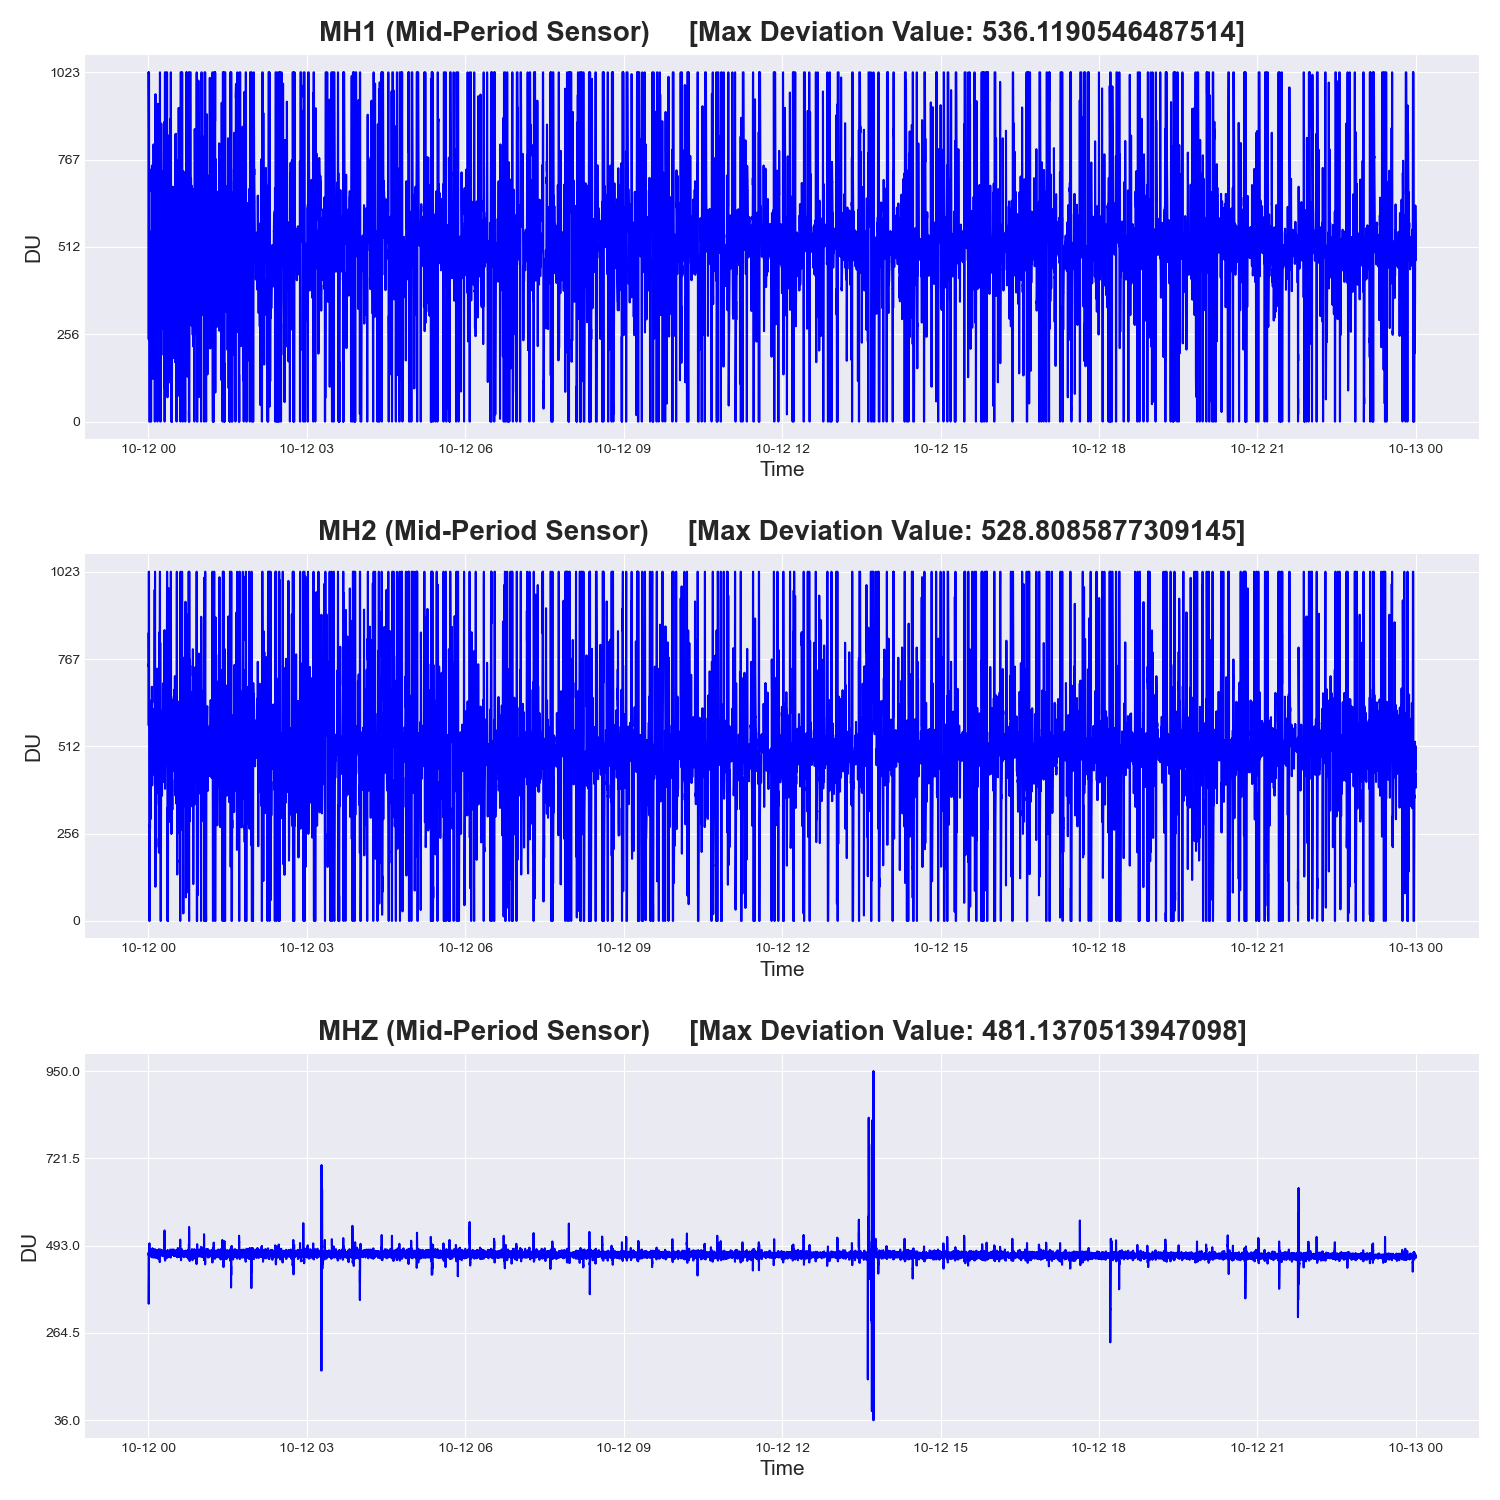 MH1 (Mid-Period Sensor) [Max Deviation Value: 536.1190546487514]
1023
767
512
256
0
DU
10-12 00 10-12 03 10-12 06 10-12 09 10-12 12 10-12 15 10-12 18 10-12 21 10-13 00
Time
MH2 (Mid-Period Sensor) [Max Deviation Value: 528.8085877309145]
1023
767
512
256
0
DU
10-12 00 10-12 03 10-12 06 10-12 09 10-12 12 10-12 15 10-12 18 10-12 21 10-13 00
Time
MHZ (Mid-Period Sensor) [Max Deviation Value: 481.1370513947098]
950.0
721.5
493.0
264.5
36.0
DU
10-12 00 10-12 03 10-12 06 10-12 09 10-12 12 10-12 15 10-12 18 10-12 21 10-13 00
Time